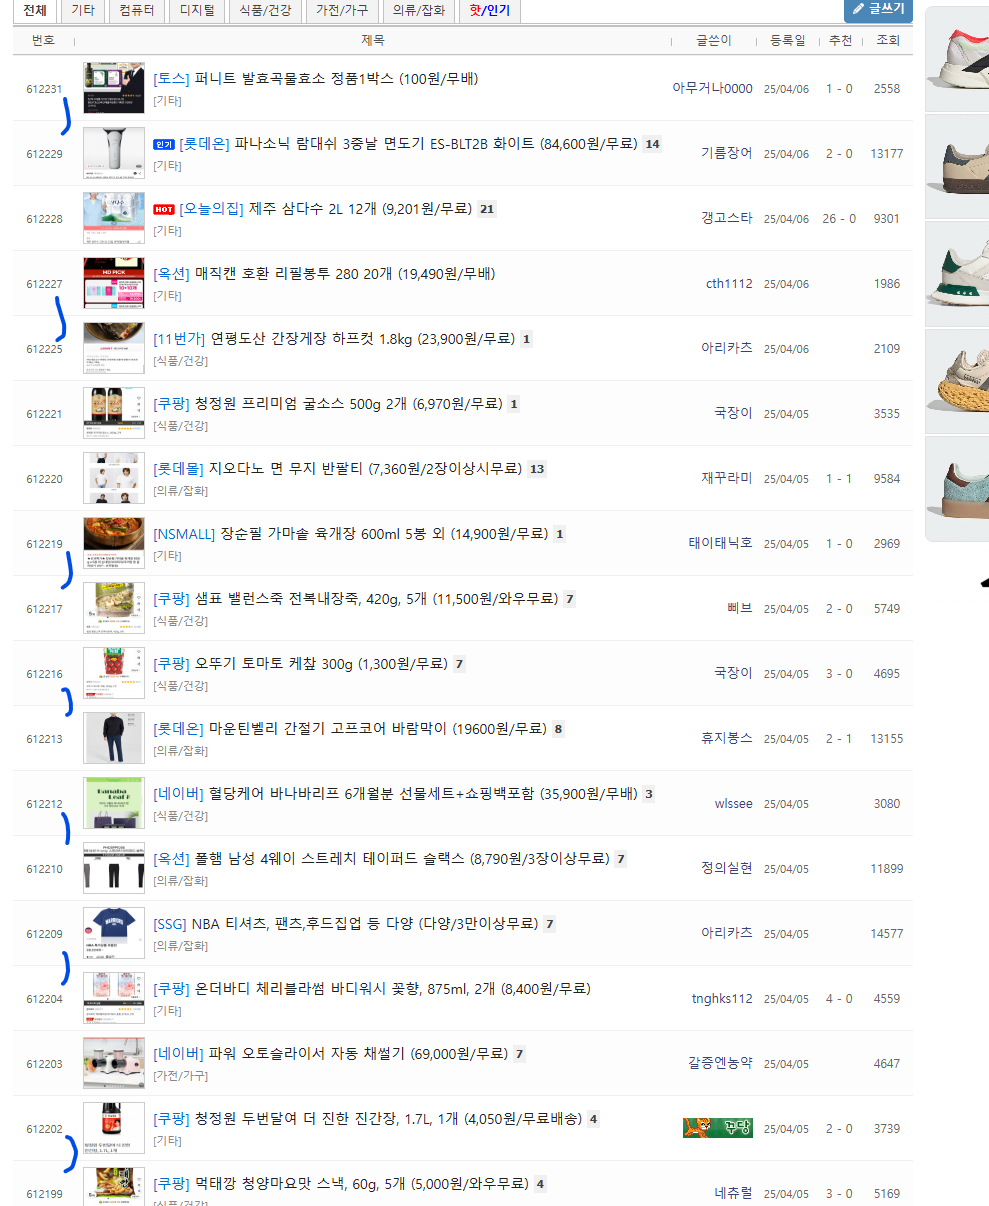 전체 기타 컴퓨터 디지털 식품/건강 가전/가구 의류/잡화 핫/인기 글쓰기
번호 제목 글쓴이 등록일 추천 조회
612231 [토스] 퍼니트 발효곡물효소 정품1박스 (100원/무배) 아무거나0000 25/04/06 1 - 0 2558
[기타]
612229 인기 [롯데온] 파나소닉 람대쉬 3중날 면도기 ES-BLT2B 화이트 (84,600원/무료) 14 기름장어 25/04/06 2 - 0 13177
[기타]
612228 HOT [오늘의집] 제주 삼다수 2L 12개 (9,201원/무료) 21 갱고스타 25/04/06 26 - 0 9301
[기타]
612227 [옥션] 매직캔 호환 리필봉투 280 20개 (19,490원/무배) cth1112 25/04/06 1986
[기타]
612225 [11번가] 연평도산 간장게장 하프컷 1.8kg (23,900원/무료) 1 아리카츠 25/04/06 2109
[식품/건강]
612221 [쿠팡] 청정원 프리미엄 굴소스 500g 2개 (6,970원/무료) 1 국장이 25/04/05 3535
[식품/건강]
612220 [롯데몰] 지오다노 면 무지 반팔티 (7,360원/2장이상시무료) 13 재꾸라미 25/04/05 1 - 1 9584
[의류/잡화]
612219 [NSMALL] 장순필 가마솥 육개장 600ml 5봉 외 (14,900원/무료) 1 태이태닉호 25/04/05 1 - 0 2969
[기타]
612217 [쿠팡] 샘표 밸런스죽 전복내장죽, 420g, 5개 (11,500원/와우무료) 7 삐브 25/04/05 2 - 0 5749
[식품/건강]
612216 [쿠팡] 오뚜기 토마토 케찰 300g (1,300원/무료) 7 국장이 25/04/05 3 - 0 4695
[식품/건강]
612213 [롯데온] 마운틴벨리 간절기 고프코어 바람막이 (19600원/무료) 8 휴지봉스 25/04/05 2 - 1 13155
[의류/잡화]
612212 [네이버] 혈당케어 바나바리프 6개월분 선물세트+쇼핑백포함 (35,900원/무배) 3 wlssee 25/04/05 3080
[식품/건강]
612210 [옥션] 폴햄 남성 4웨이 스트레치 테이퍼드 슬랙스 (8,790원/3장이상무료) 7 정의실현 25/04/05 11899
[의류/잡화]
612209 [SSG] NBA 티셔츠, 팬츠,후드집업 등 다양 (다양/3만이상무료) 7 아리카츠 25/04/05 14577
[의류/잡화]
612204 [쿠팡] 온더바디 체리블라썸 바디워시 꽃향, 875ml, 2개 (8,400원/무료) tnghks112 25/04/05 4 - 0 4559
[기타]
612203 [네이버] 파워 오토슬라이서 자동 채썰기 (69,000원/무료) 7 갈증엔농약 25/04/05 4647
[가전/가구]
612202 [쿠팡] 청정원 두번달여 더 진한 진간장, 1.7L, 1개 (4,050원/무료배송) 4 꾸당 25/04/05 2 - 0 3739
[기타]
612199 [쿠팡] 먹태깡 청양마요맛 스낵, 60g, 5개 (5,000원/와우무료) 4 네츄럴 25/04/05 3 - 0 5169
[식품/건강]